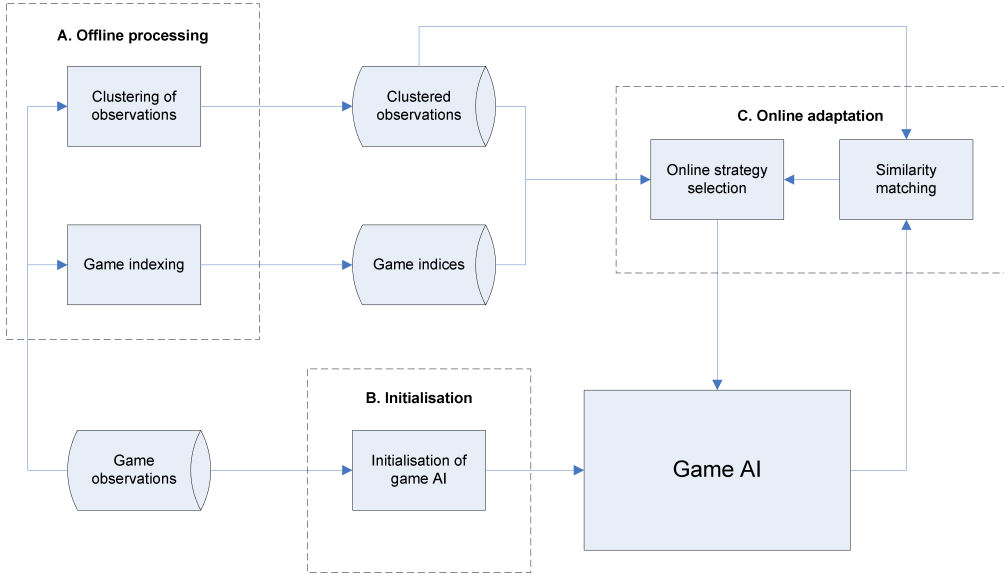 A. Offline processing
Clustering of
observations
Clustered
observations
C. Online adaptation
Online strategy
selection
Similarity
matching
Game indexing
Game indices
B. Initialisation
Game
observations
Initialisation of
game AI
Game AI